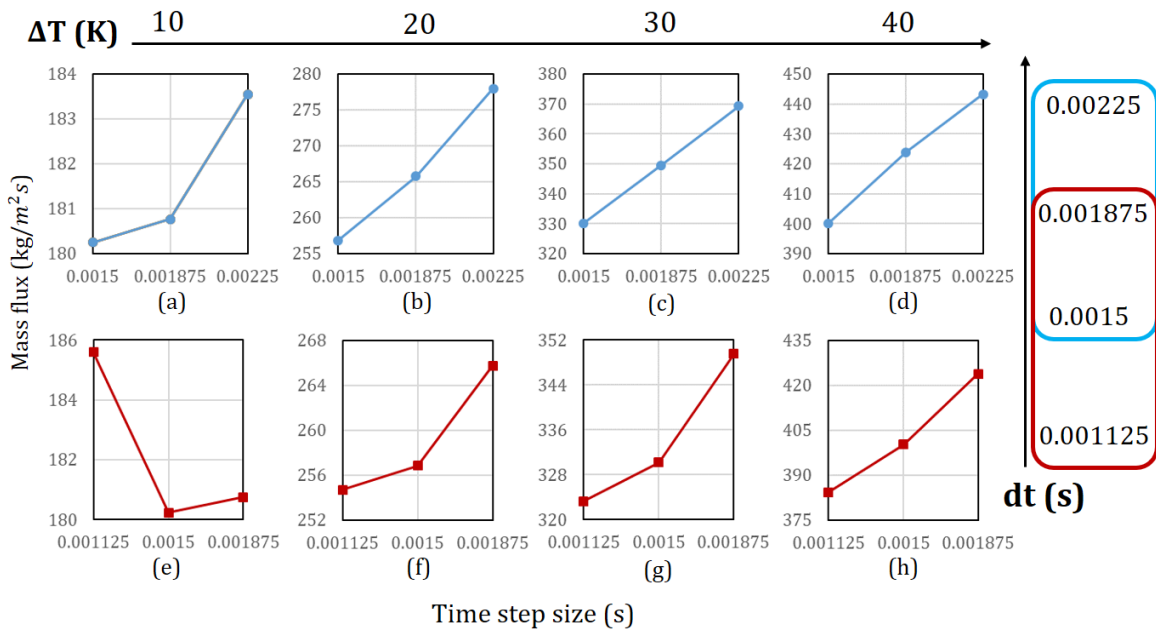 ΔT (K) 10 20 30 40
Mass flux (kg/m²s)
184
183
182
181
180
0.0015 0.001875 0.00225
(a)
280
275
270
265
260
255
0.0015 0.001875 0.00225
(b)
380
370
360
350
340
330
320
0.0015 0.001875 0.00225
(c)
450
440
430
420
410
400
390
0.0015 0.001875 0.00225
(d)
186
184
182
180
0.001125 0.0015 0.001875
(e)
268
264
260
256
252
0.001125 0.0015 0.001875
(f)
352
344
336
328
320
0.001125 0.0015 0.001875
(g)
435
420
405
390
375
0.001125 0.0015 0.001875
(h)
Time step size (s)
0.00225
0.001875
0.0015
0.001125
dt (s)